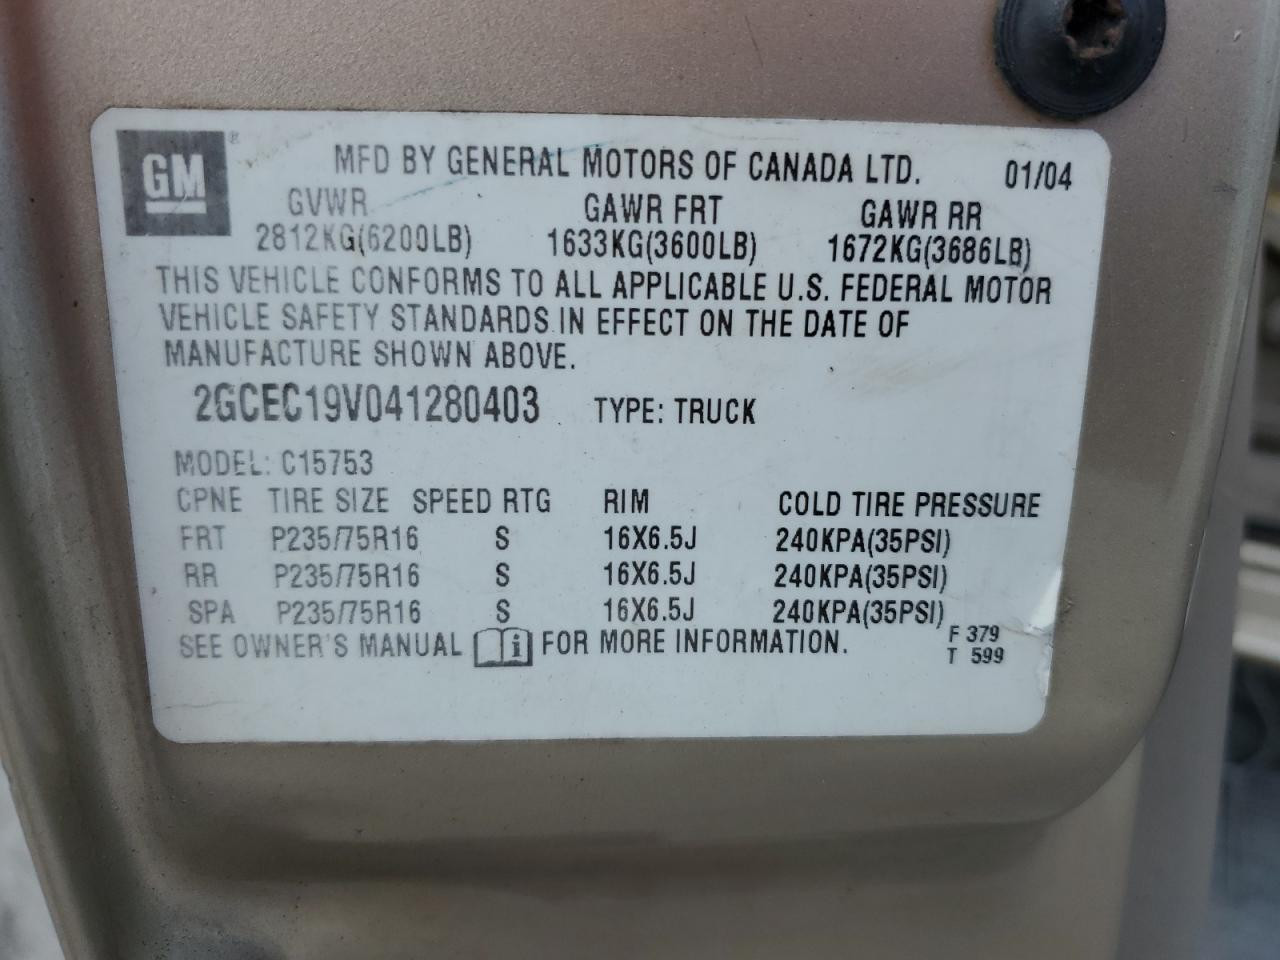 GM ®
MFD BY GENERAL MOTORS OF CANADA LTD. 01/04
GVWR GAWR FRT GAWR RR
2812KG(6200LB) 1633KG(3600LB) 1672KG(3686LB)
THIS VEHICLE CONFORMS TO ALL APPLICABLE U.S. FEDERAL MOTOR
VEHICLE SAFETY STANDARDS IN EFFECT ON THE DATE OF
MANUFACTURE SHOWN ABOVE.
2GCEC19V041280403 TYPE: TRUCK
MODEL: C15753
CPNE TIRE SIZE SPEED RTG RIM COLD TIRE PRESSURE
FRT P235/75R16 S 16X6.5J 240KPA(35PSI)
RR P235/75R16 S 16X6.5J 240KPA(35PSI)
SPA P235/75R16 S 16X6.5J 240KPA(35PSI)
SEE OWNER'S MANUAL i FOR MORE INFORMATION.
F 379
T 599